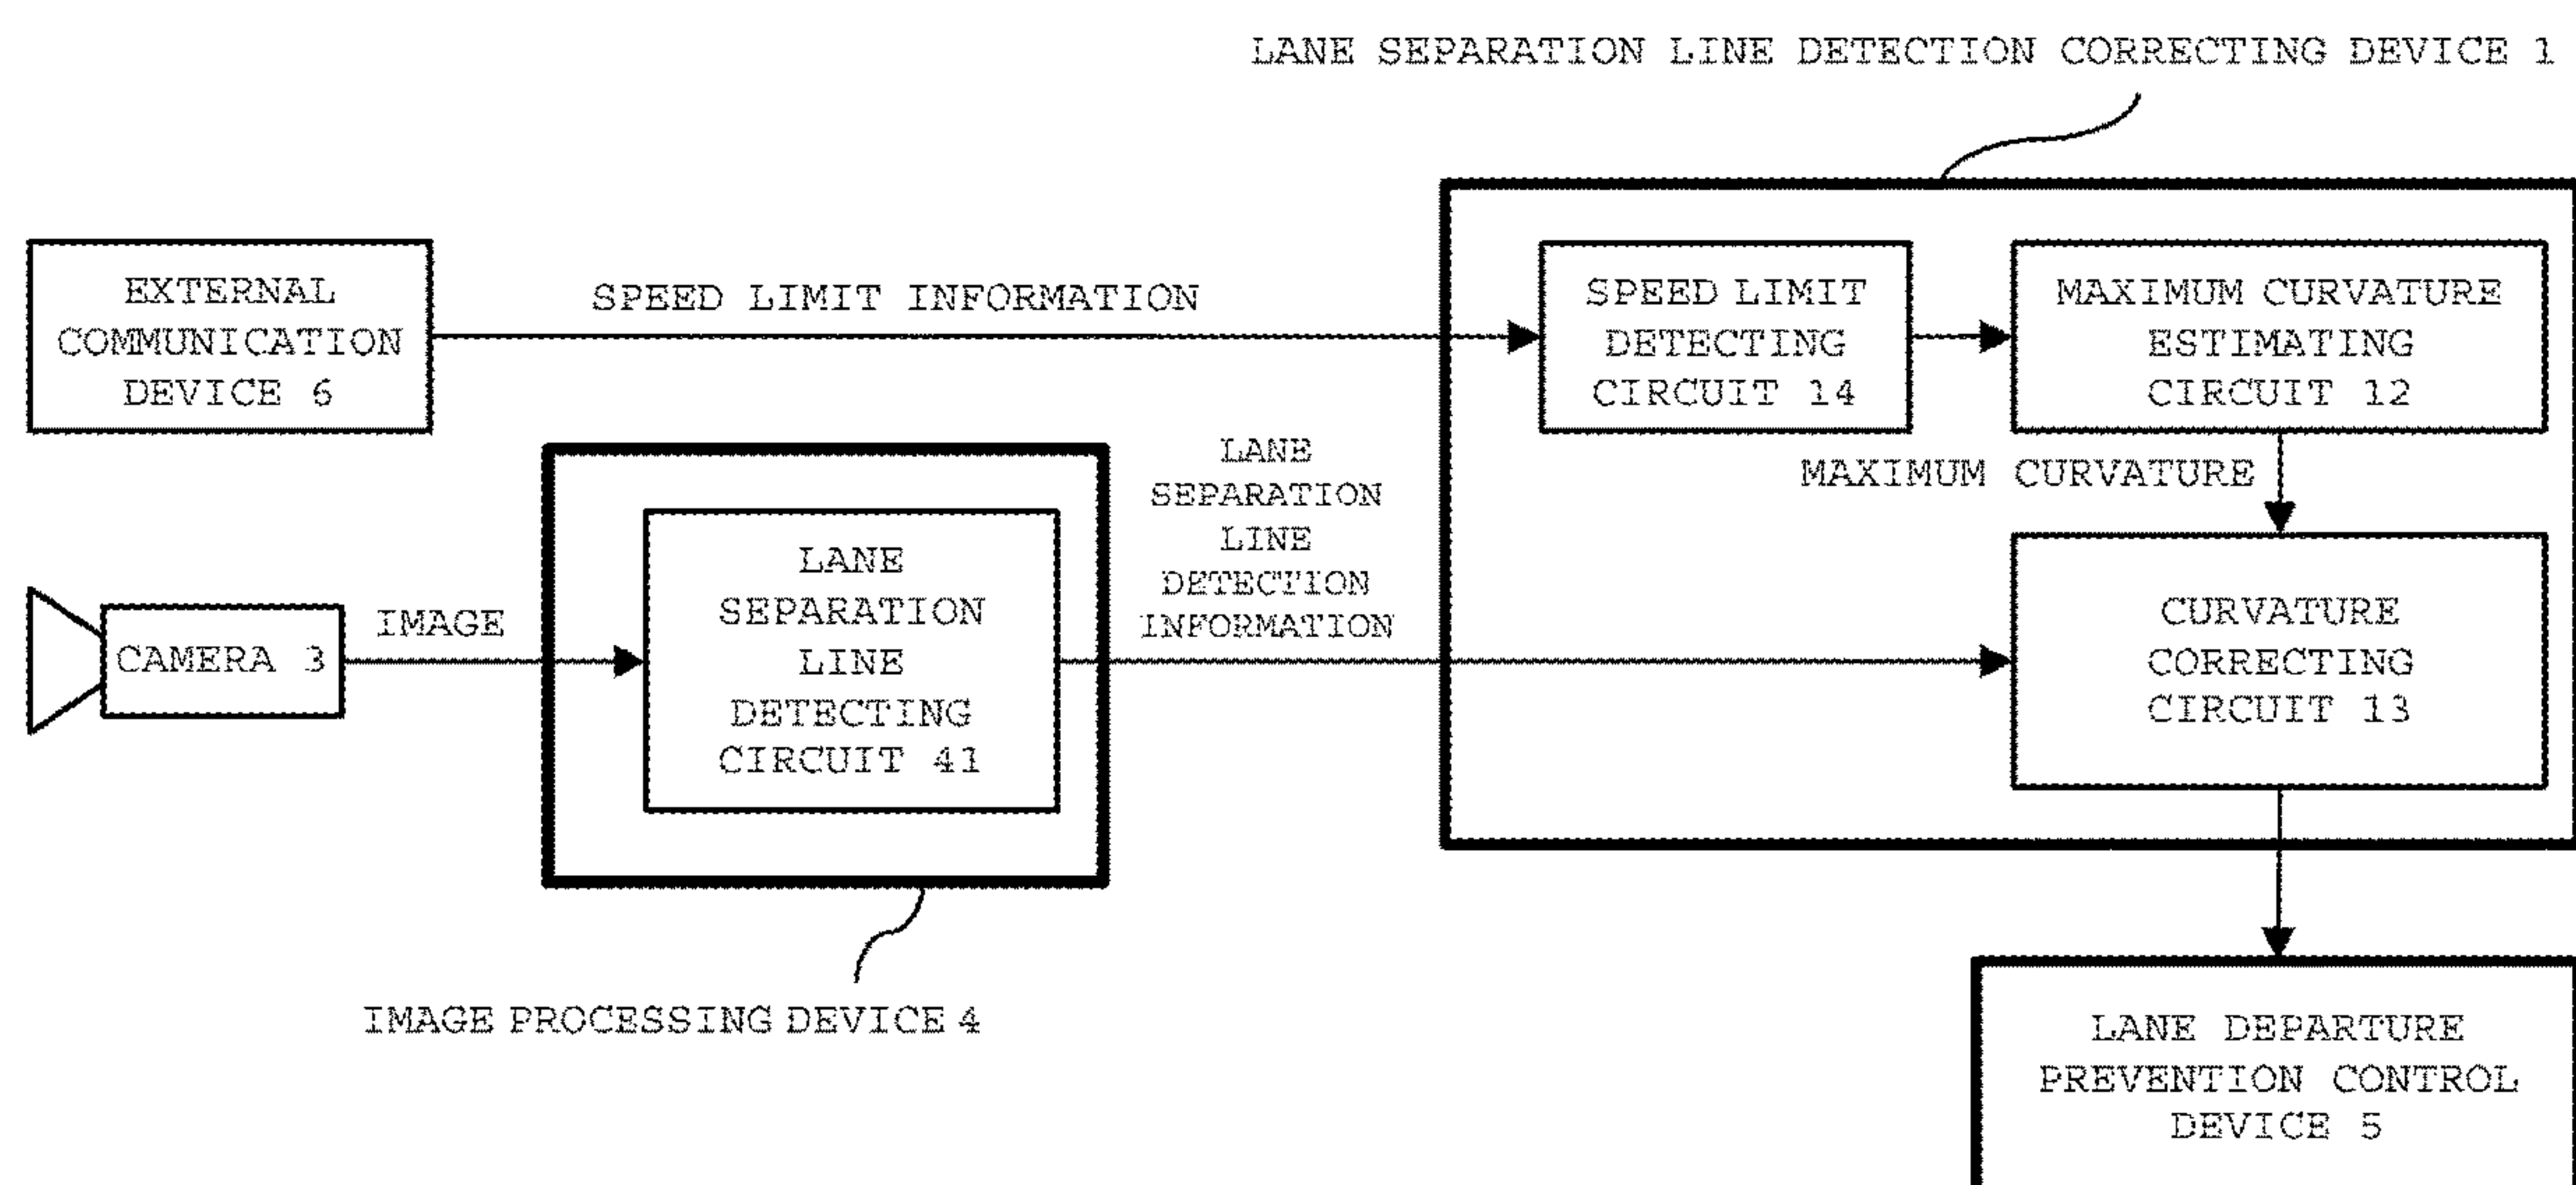 LANE SEPARATION LINE DETECTION CORRECTING DEVICE 1
EXTERNAL
COMMUNICATION
DEVICE 6
SPEED LIMIT INFORMATION
SPEED LIMIT
DETECTING
CIRCUIT 14
MAXIMUM CURVATURE
ESTIMATING
CIRCUIT 12
MAXIMUM CURVATURE
CAMERA 3
IMAGE
LANE
SEPARATION
LINE
DETECTING
CIRCUIT 41
LANE
SEPARATION
LINE
DETECTION
INFORMATION
CURVATURE
CORRECTING
CIRCUIT 13
IMAGE PROCESSING DEVICE 4
LANE DEPARTURE
PREVENTION CONTROL
DEVICE 5